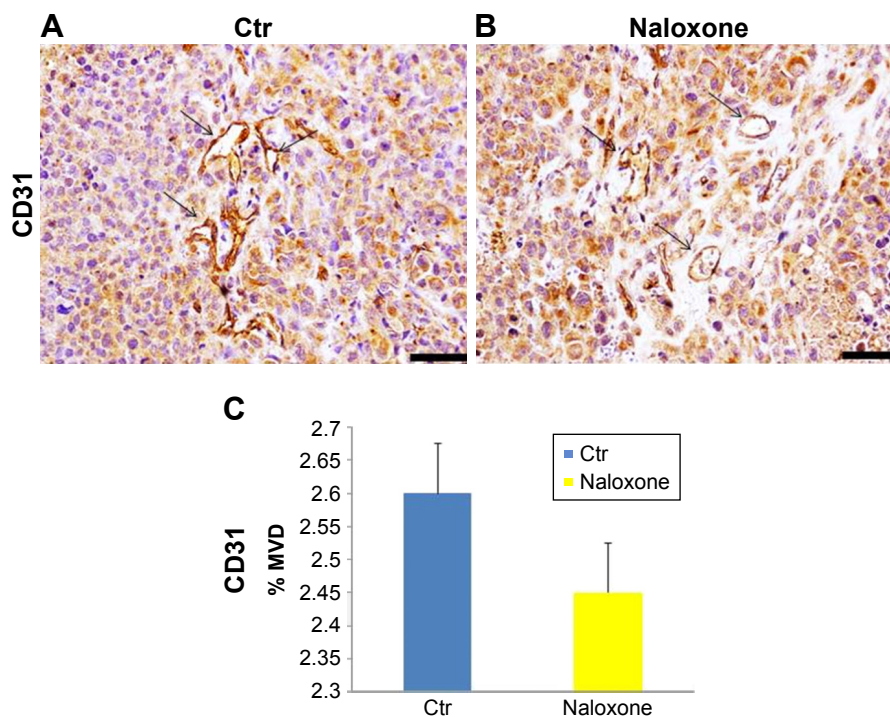 A
Ctr
B
Naloxone
CD31
C
CD31
% MVD
2.7
2.65
2.6
2.55
2.5
2.45
2.4
2.35
2.3
Ctr
Naloxone
Ctr
Naloxone